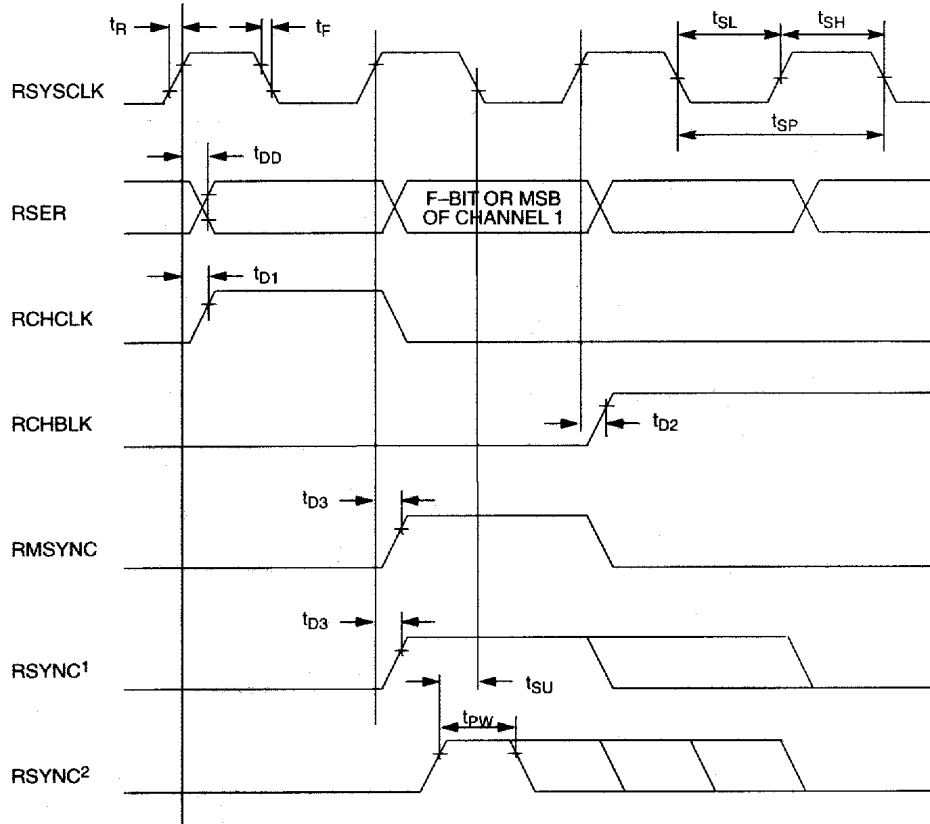 tR
tF
tSL
tSH
RSYSCLK
tSP
tDD
RSER
F–BIT OR MSB
OF CHANNEL 1
tD1
RCHCLK
RCHBLK
tD2
tD3
RMSYNC
tD3
RSYNC1
tSU
tPW
RSYNC2